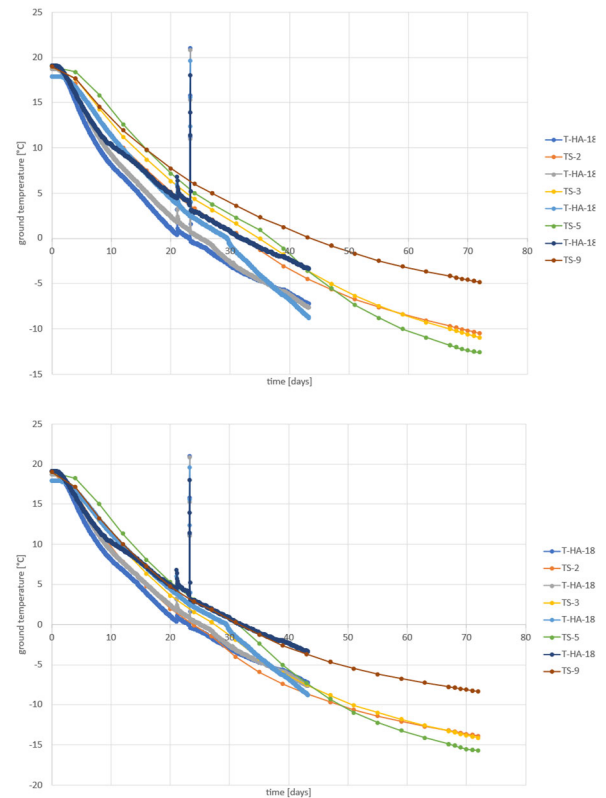 25
20
15
10
5
0
-5
-10
-15
0 10 20 30 40 50 60 70 80
ground temprerature [°C]
time [days]
T-HA-18
TS-2
T-HA-18
TS-3
T-HA-18
TS-5
T-HA-18
TS-9
25
20
15
10
5
0
-5
-10
-15
-20
0 10 20 30 40 50 60 70 80
ground temperature [°C]
time [days]
T-HA-18
TS-2
T-HA-18
TS-3
T-HA-18
TS-5
T-HA-18
TS-9